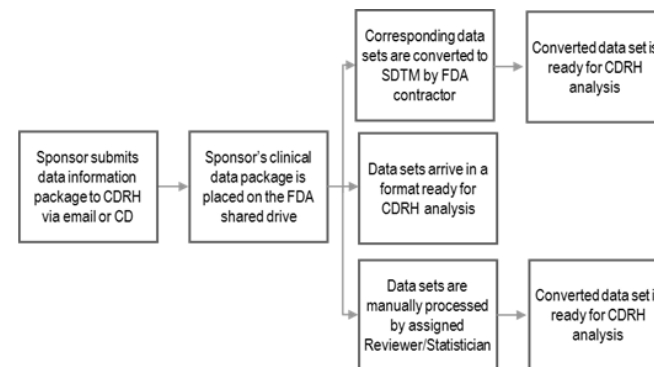 Corresponding data
sets are converted to
SDTM by FDA
contractor
Converted data set is
ready for CDRH
analysis
Sponsor submits
data information
package to CDRH
via email or CD
Sponsor's clinical
data package is
placed on the FDA
shared drive
Data sets arrive in a
format ready for
CDRH analysis
Data sets are
manually processed
by assigned
Reviewer/Statistician
Converted data set is
ready for CDRH
analysis